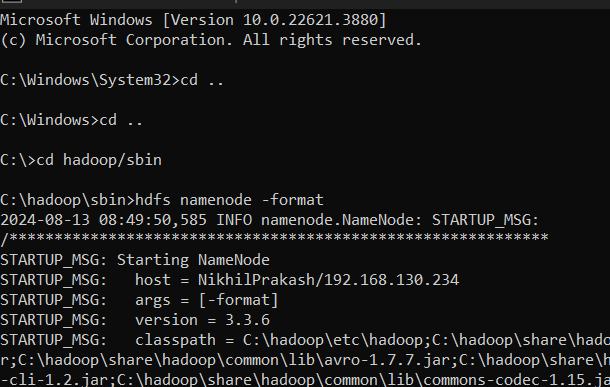 Microsoft Windows [Version 10.0.22621.3880]
(c) Microsoft Corporation. All rights reserved.
C:\Windows\System32>cd ..
C:\Windows>cd ..
C:\>cd hadoop/sbin
C:\hadoop\sbin>hdfs namenode -format
2024-08-13 08:49:50,585 INFO namenode.NameNode: STARTUP_MSG:
/************************************************************
STARTUP_MSG: Starting NameNode
STARTUP_MSG:   host = NikhilPrakash/192.168.130.234
STARTUP_MSG:   args = [-format]
STARTUP_MSG:   version = 3.3.6
STARTUP_MSG:   classpath = C:\hadoop\etc\hadoop;C:\hadoop\share\hado
r;C:\hadoop\share\hadoop\common\lib\avro-1.7.7.jar;C:\hadoop\share\h
-cli-1.2.jar;C:\hadoop\share\hadoop\common\lib\commons-codec-1.15.ja